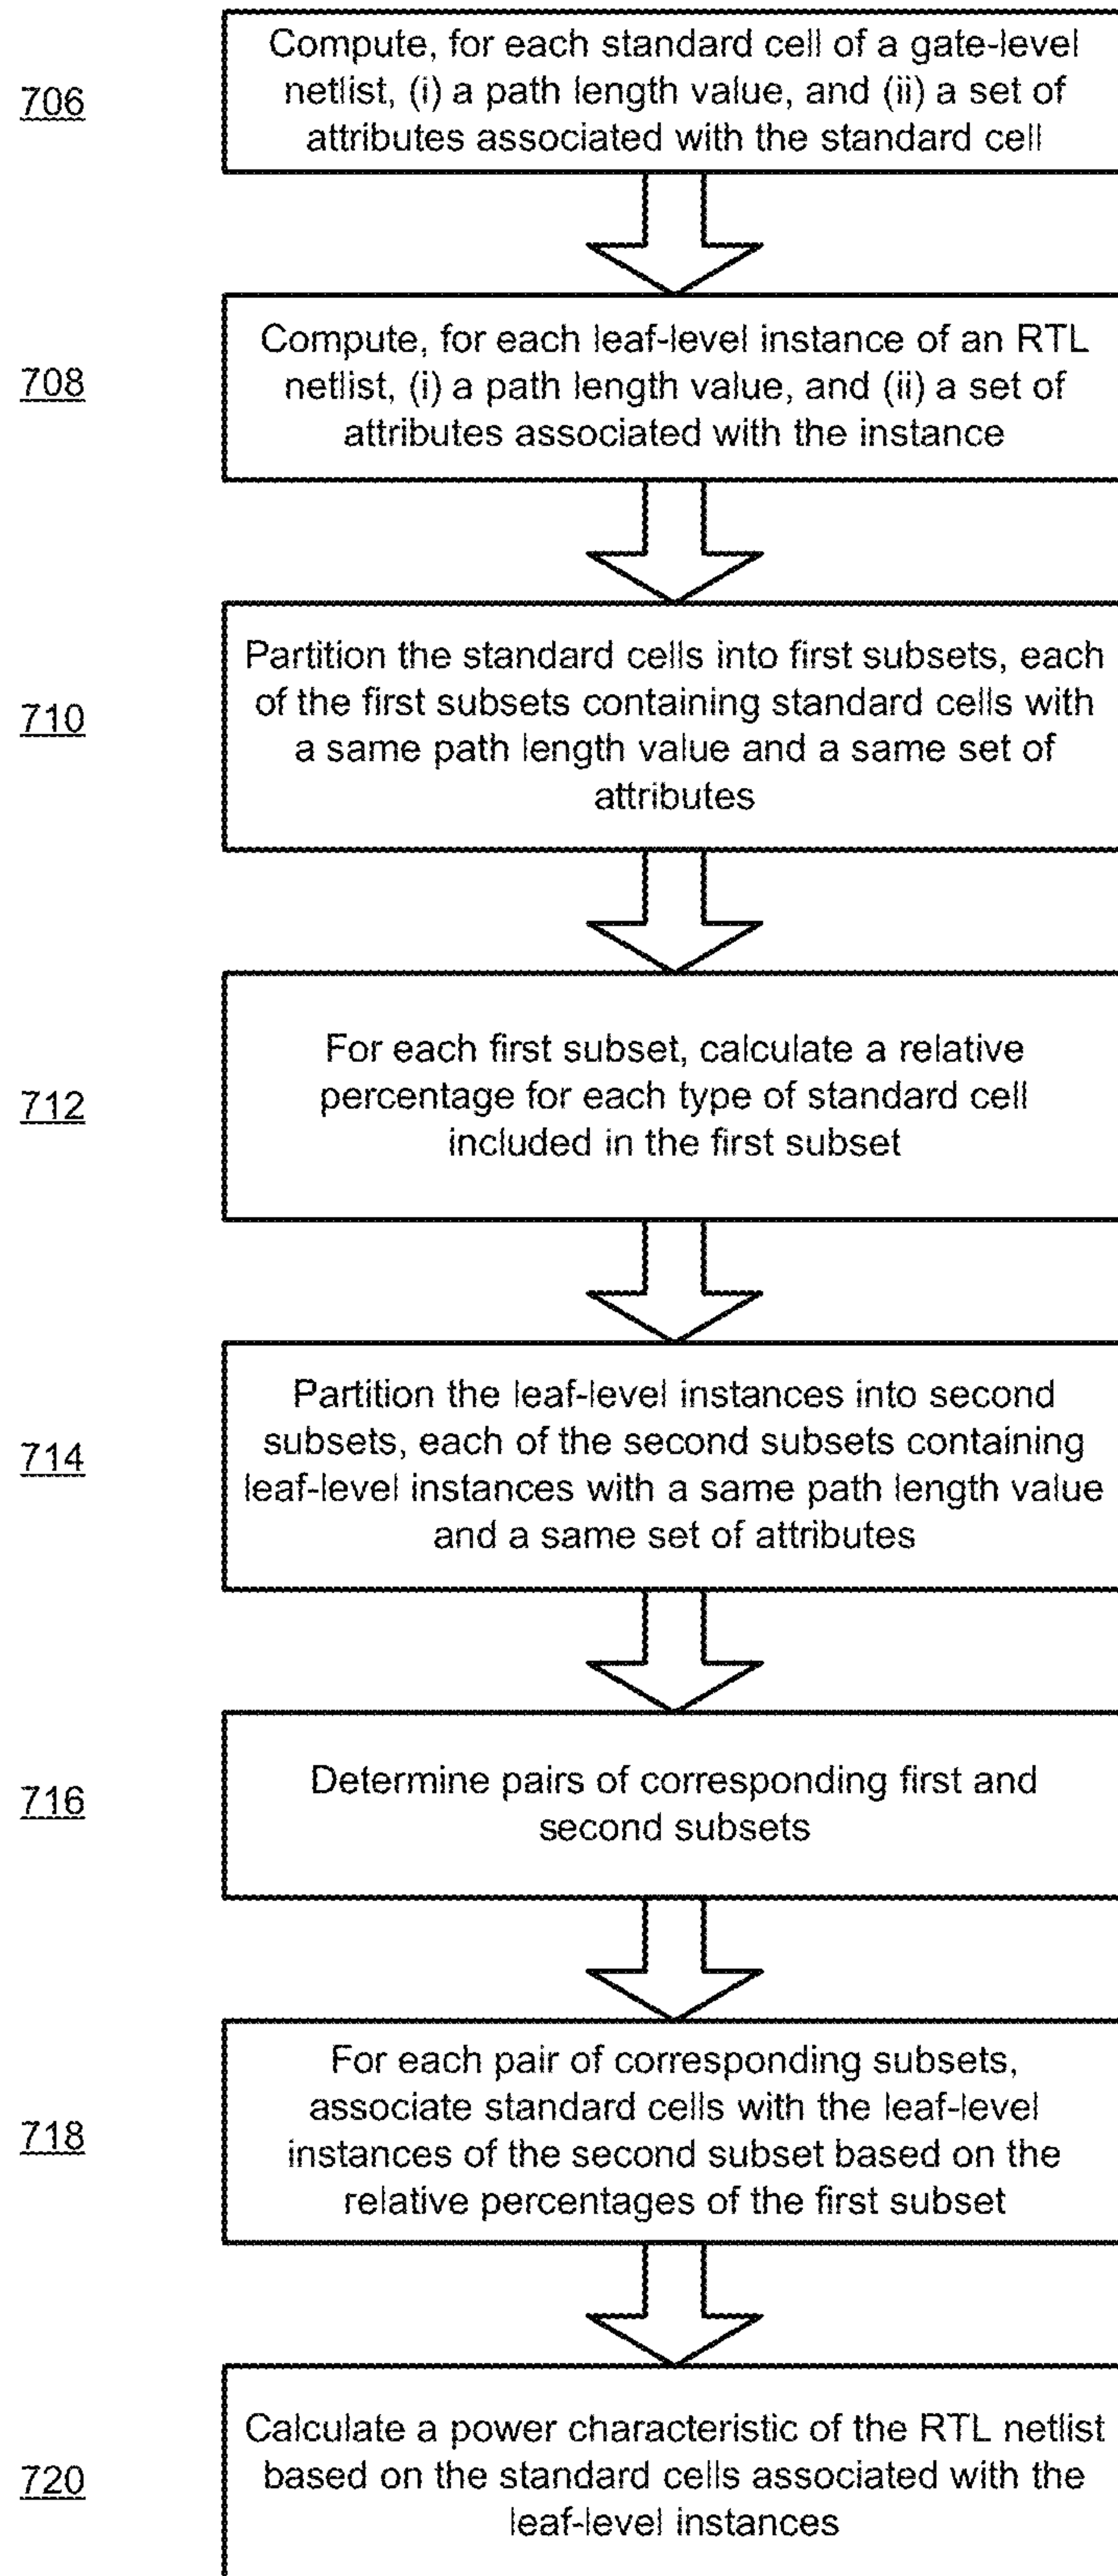 706
Compute, for each standard cell of a gate-level
netlist, (i) a path length value, and (ii) a set of
attributes associated with the standard cell
708
Compute, for each leaf-level instance of an RTL
netlist, (i) a path length value, and (ii) a set of
attributes associated with the instance
710
Partition the standard cells into first subsets, each
of the first subsets containing standard cells with
a same path length value and a same set of
attributes
712
For each first subset, calculate a relative
percentage for each type of standard cell
included in the first subset
714
Partition the leaf-level instances into second
subsets, each of the second subsets containing
leaf-level instances with a same path length value
and a same set of attributes
716
Determine pairs of corresponding first and
second subsets
718
For each pair of corresponding subsets,
associate standard cells with the leaf-level
instances of the second subset based on the
relative percentages of the first subset
720
Calculate a power characteristic of the RTL netlist
based on the standard cells associated with the
leaf-level instances